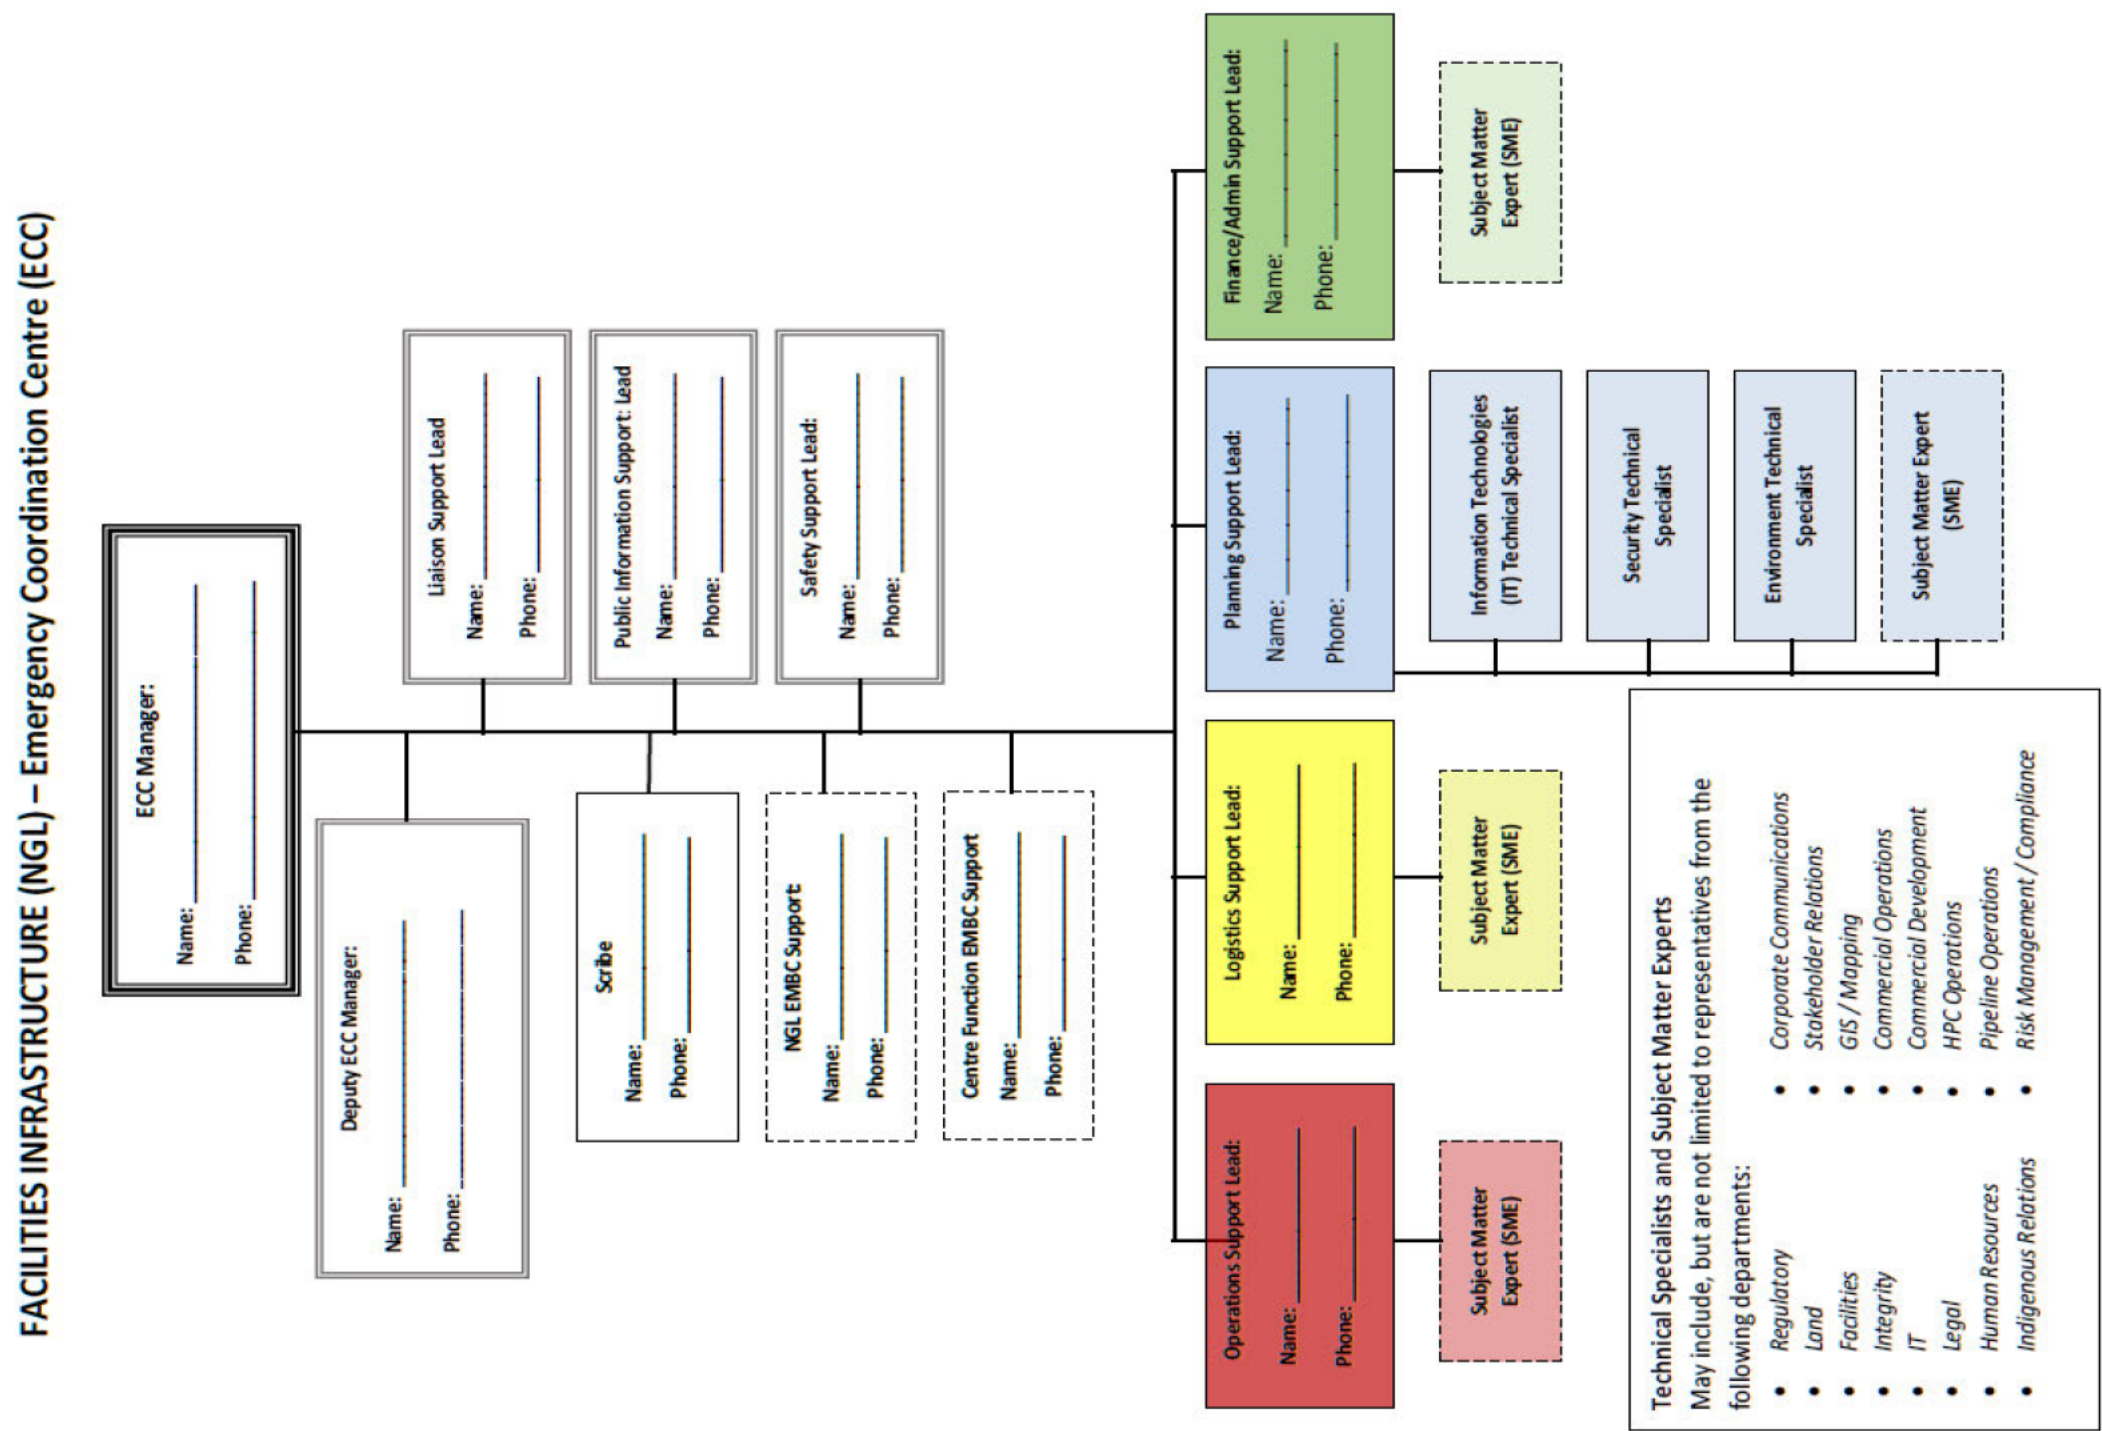 FACILITIES INFRASTRUCTURE (NGL) – Emergency Coordination Centre (ECC)
ECC Manager:
Name:
Phone:
Deputy ECC Manager:
Name:
Phone:
Liaison Support Lead
Name:
Phone:
Scribe
Name:
Phone:
Public Information Support: Lead
Name:
Phone:
NGL EMBC Support:
Name:
Phone:
Safety Support Lead:
Name:
Phone:
Centre Function EMBC Support
Name:
Phone:
Operations Support Lead:
Name:
Phone:
Logistics Support Lead:
Name:
Phone:
Planning Support Lead:
Name:
Phone:
Finance/Admin Support Lead:
Name:
Phone:
Subject Matter
Expert (SME)
Subject Matter
Expert (SME)
Information Technologies
(IT) Technical Specialist
Security Technical
Specialist
Environment Technical
Specialist
Subject Matter Expert
(SME)
Subject Matter
Expert (SME)
Technical Specialists and Subject Matter Experts
May include, but are not limited to representatives from the
following departments:
• Regulatory
• Land
• Facilities
• Integrity
• IT
• Legal
• Human Resources
• Indigenous Relations
• Corporate Communications
• Stakeholder Relations
• GIS / Mapping
• Commercial Operations
• Commercial Development
• HPC Operations
• Pipeline Operations
• Risk Management / Compliance